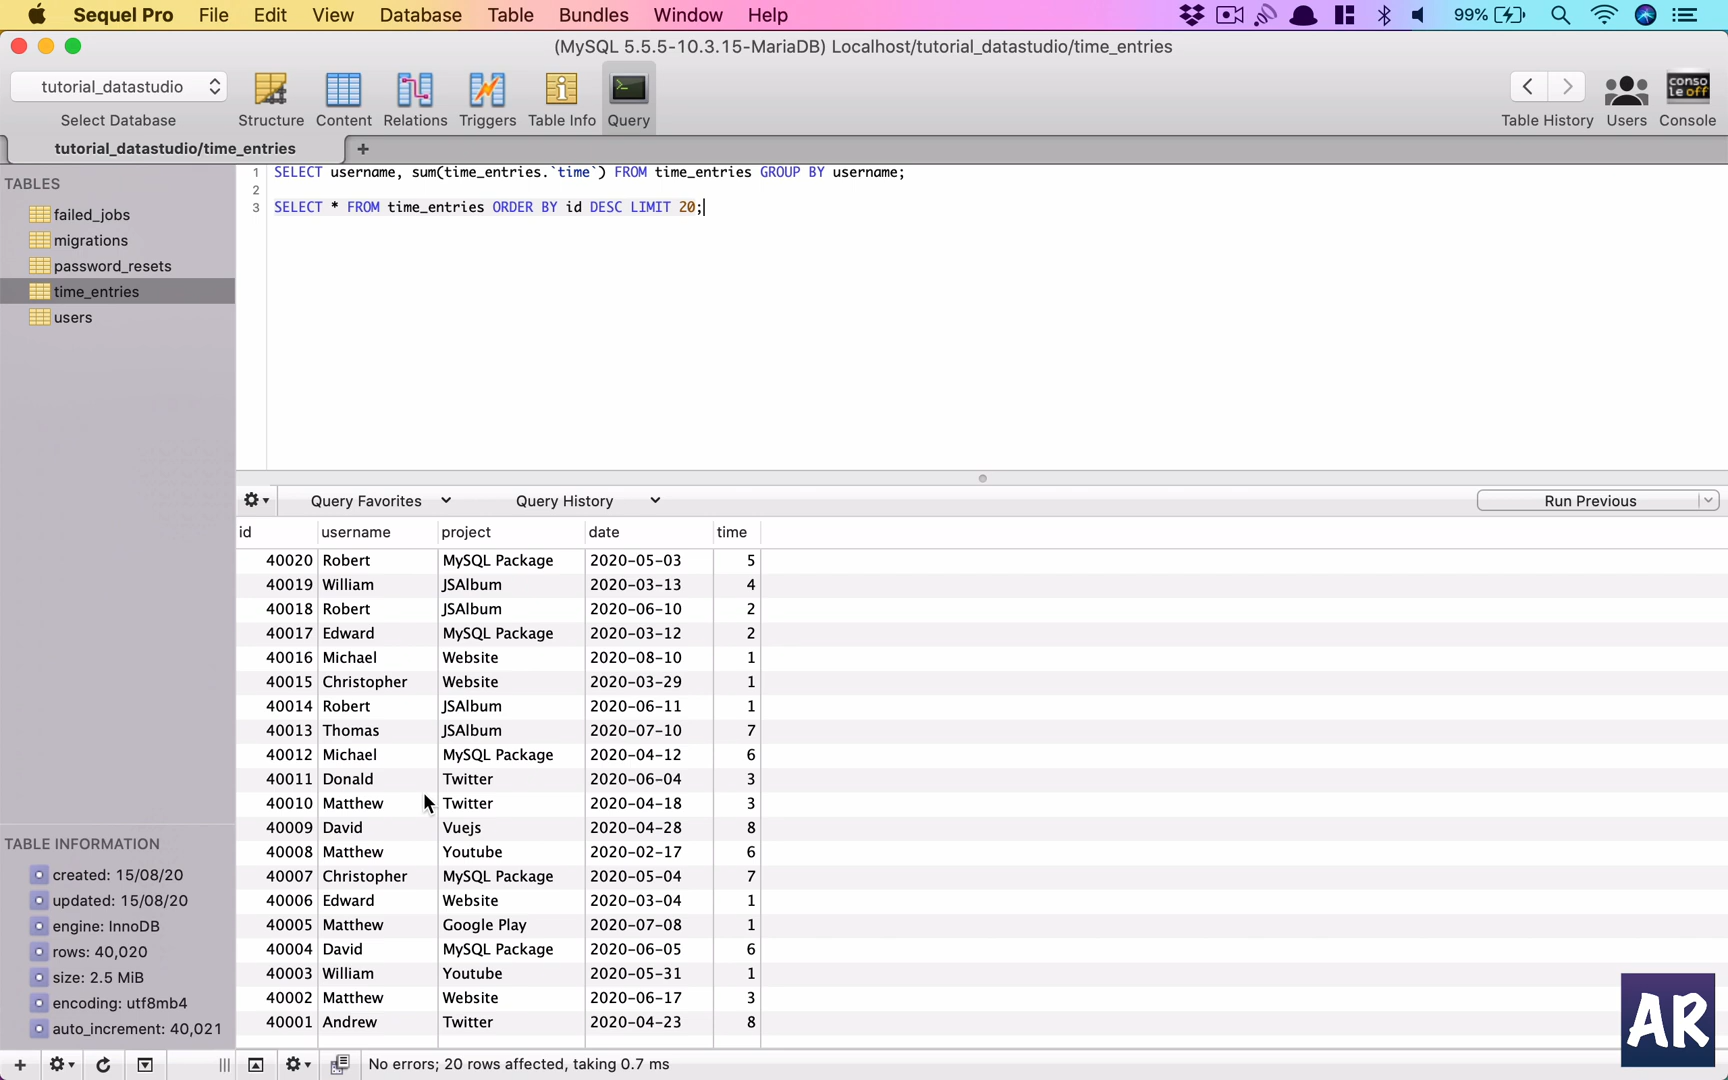 Sequel Pro File Edit View Database Table Bundles Window Help 99%
(MySQL 5.5.5-10.3.15-MariaDB) Localhost/tutorial_datastudio/time_entries
tutorial_datastudio
Select Database Structure Content Relations Triggers Table Info Query Table History Users Console
conso
le off
tutorial_datastudio/time_entries +
TABLES
failed_jobs
migrations
password_resets
time_entries
users
1 SELECT username, sum(time_entries.`time`) FROM time_entries GROUP BY username;
2
3 SELECT * FROM time_entries ORDER BY id DESC LIMIT 20;
Query Favorites Query History Run Previous
id username project date time
40020 Robert MySQL Package 2020-05-03 5
40019 William JSAlbum 2020-03-13 4
40018 Robert JSAlbum 2020-06-10 2
40017 Edward MySQL Package 2020-03-12 2
40016 Michael Website 2020-08-10 1
40015 Christopher Website 2020-03-29 1
40014 Robert JSAlbum 2020-06-11 1
40013 Thomas JSAlbum 2020-07-10 7
40012 Michael MySQL Package 2020-04-12 6
40011 Donald Twitter 2020-06-04 3
40010 Matthew Twitter 2020-04-18 3
40009 David Vuejs 2020-04-28 8
40008 Matthew Youtube 2020-02-17 6
40007 Christopher MySQL Package 2020-05-04 7
40006 Edward Website 2020-03-04 1
40005 Matthew Google Play 2020-07-08 1
40004 David MySQL Package 2020-06-05 6
40003 William Youtube 2020-05-31 1
40002 Matthew Website 2020-06-17 3
40001 Andrew Twitter 2020-04-23 8
TABLE INFORMATION
created: 15/08/20
updated: 15/08/20
engine: InnoDB
rows: 40,020
size: 2.5 MiB
encoding: utf8mb4
auto_increment: 40,021
No errors; 20 rows affected, taking 0.7 ms
AR